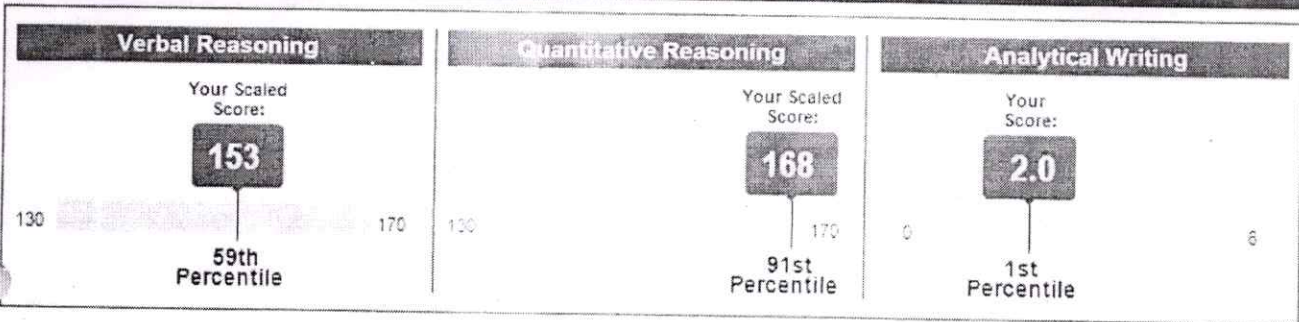 Verbal Reasoning
Your Scaled
Score:
153
130
170
59th
Percentile
Quantitative Reasoning
Your Scaled
Score:
168
130
170
91st
Percentile
Analytical Writing
Your
Score:
2.0
0
6
1st
Percentile